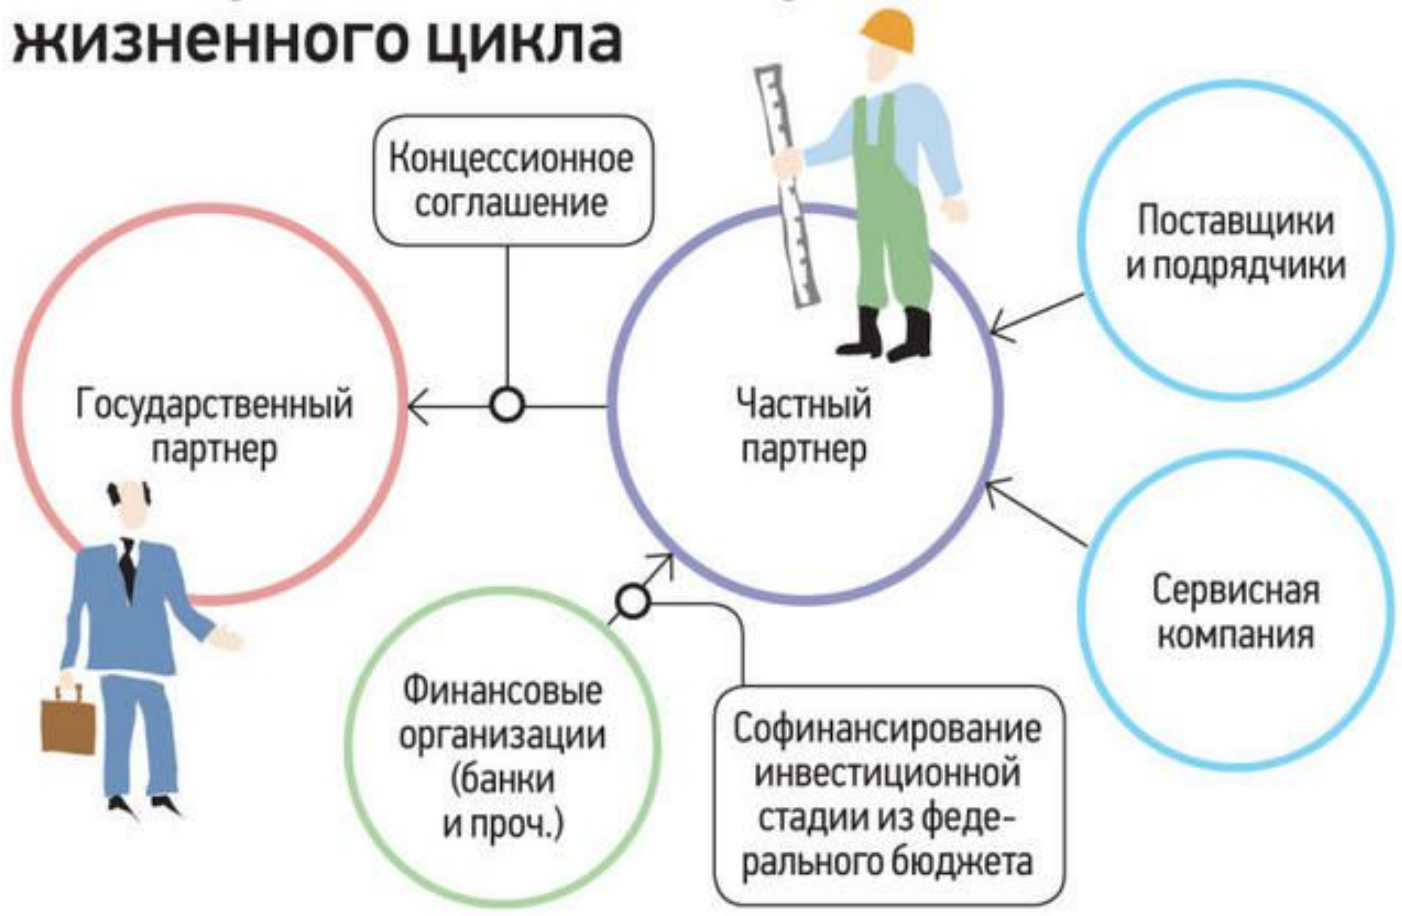 жизненного цикла
Концессионное
соглашение
Поставщики
и подрядчики
Государственный
партнер
Частный
партнер
Сервисная
компания
Финансовые
организации
(банки
и проч.)
Софинансирование
инвестиционной
стадии из феде-
рального бюджета